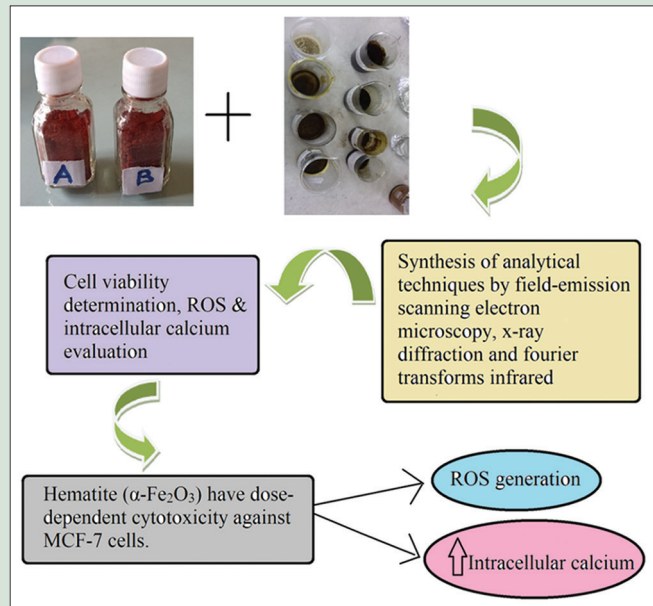 A
B
+
Synthesis of analytical
techniques by field-emission
scanning electron
microscopy, x-ray
diffraction and fourier
transforms infrared
Cell viability
determination, ROS &
intracellular calcium
evaluation
Hematite (α-Fe₂O₃) have dose-
dependent cytotoxicity against
MCF-7 cells.
ROS generation
Intracellular calcium